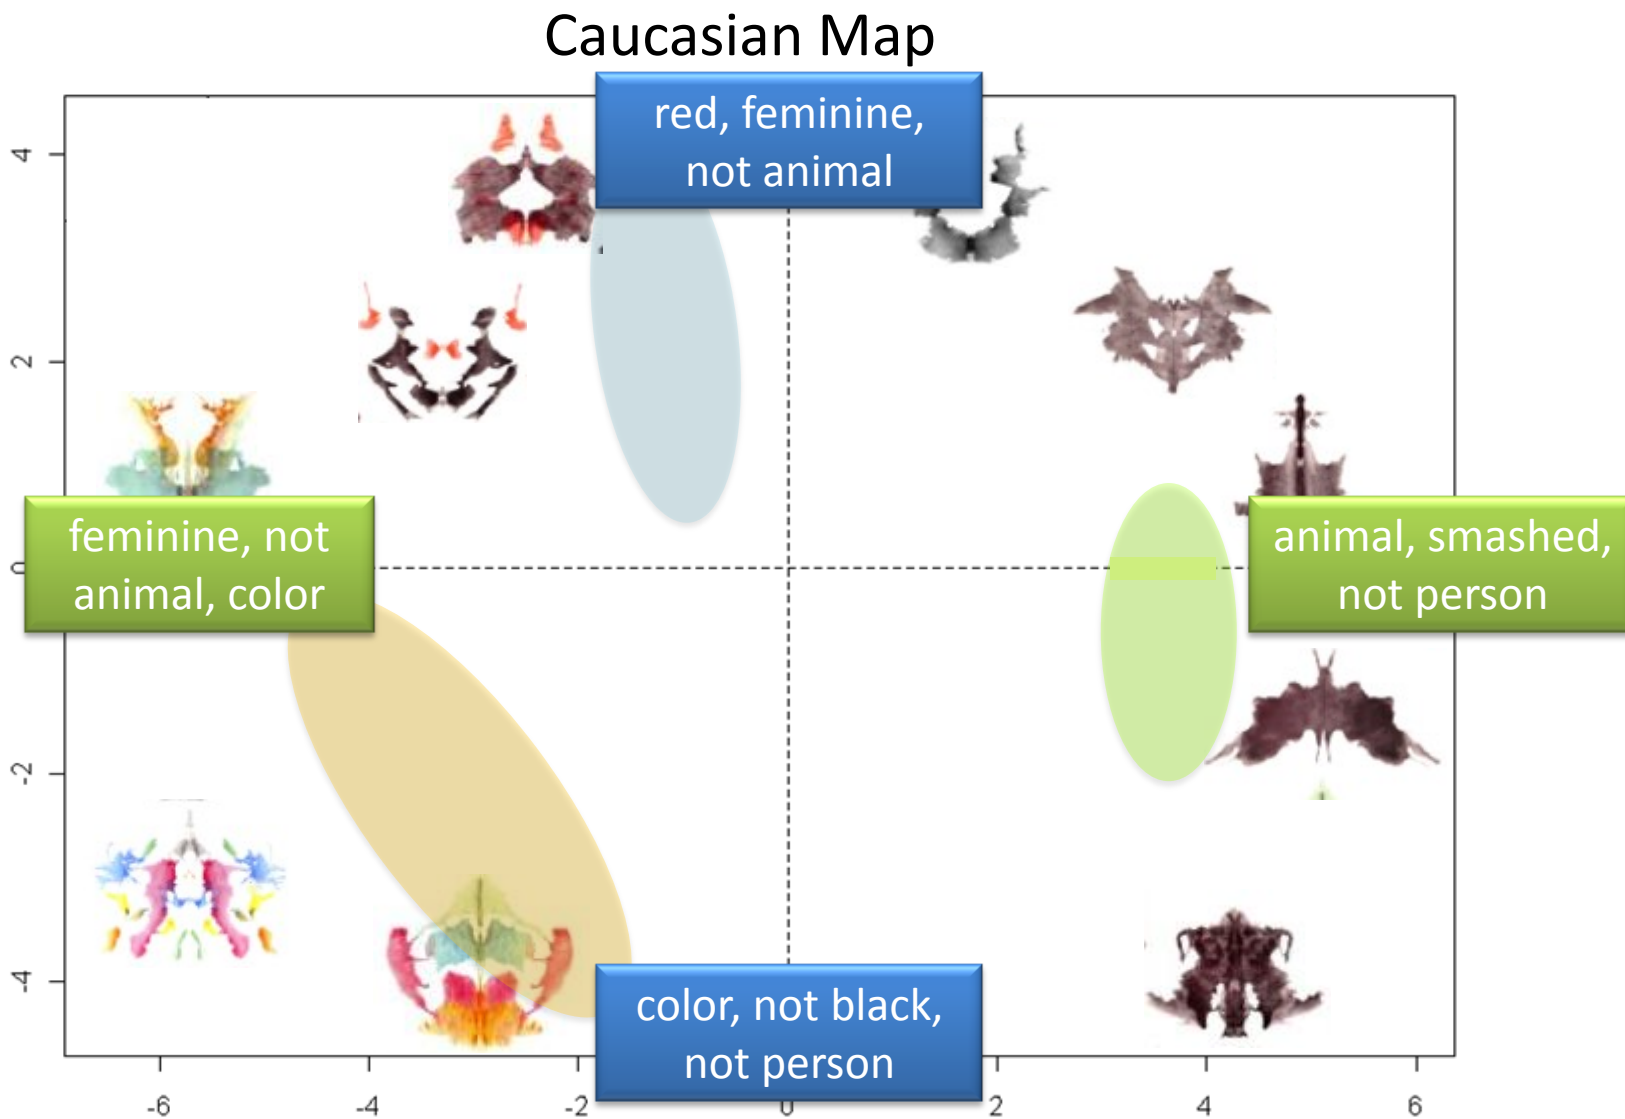 Caucasian Map
red, feminine,
not animal
4
2
0
-2
-4
feminine, not
animal, color
animal, smashed,
not person
color, not black,
not person
-6
-4
-2
0
2
4
6